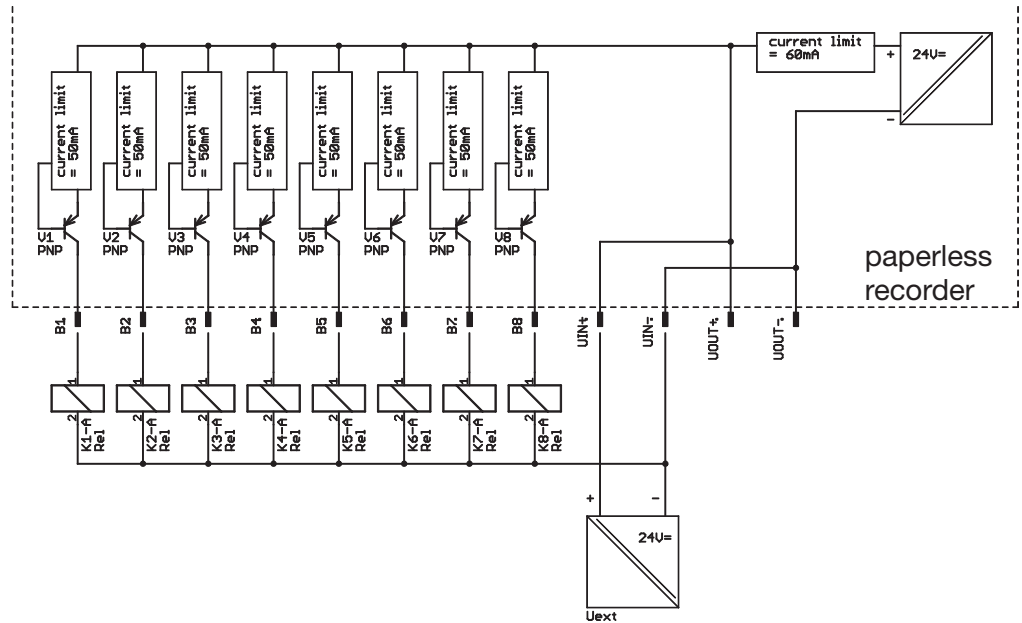 current limit
= 60mA
+
24V=
-
current limit
= 50mA
current limit
= 50mA
current limit
= 50mA
current limit
= 50mA
current limit
= 50mA
current limit
= 50mA
current limit
= 50mA
current limit
= 50mA
V1
PNP
V2
PNP
V3
PNP
V4
PNP
V5
PNP
V6
PNP
V7
PNP
V8
PNP
paperless
recorder
B1
B2
B3
B4
B5
B6
B7
B8
UIN+
UIN-
UOUT+
UOUT-
1
2
K1-A
Rel
1
2
K2-A
Rel
1
2
K3-A
Rel
1
2
K4-A
Rel
1
2
K5-A
Rel
1
2
K6-A
Rel
1
2
K7-A
Rel
1
2
K8-A
Rel
+
-
24V=
Uext